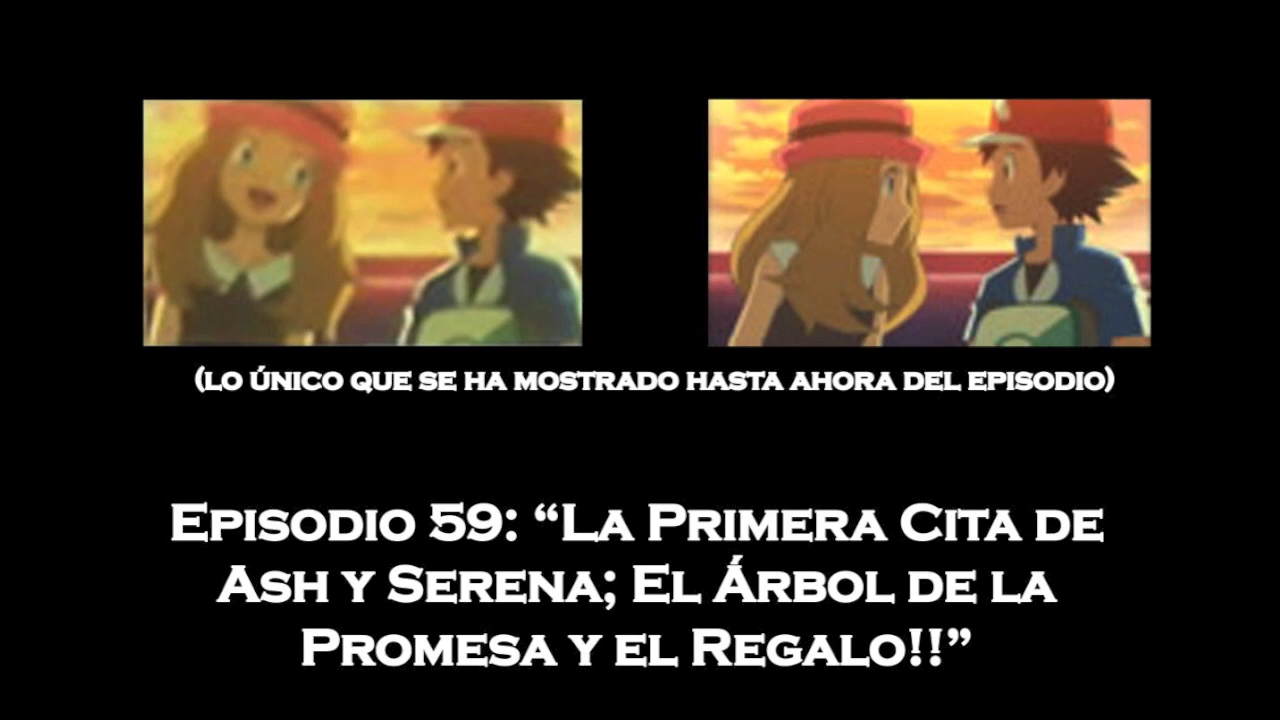 (LO ÚNICO QUE SE HA MOSTRADO HASTA AHORA DEL EPISODIO)
EPISODIO 59: “LA PRIMERA CITA DE
ASH Y SERENA; EL ÁRBOL DE LA
PROMESA Y EL REGALO!!”